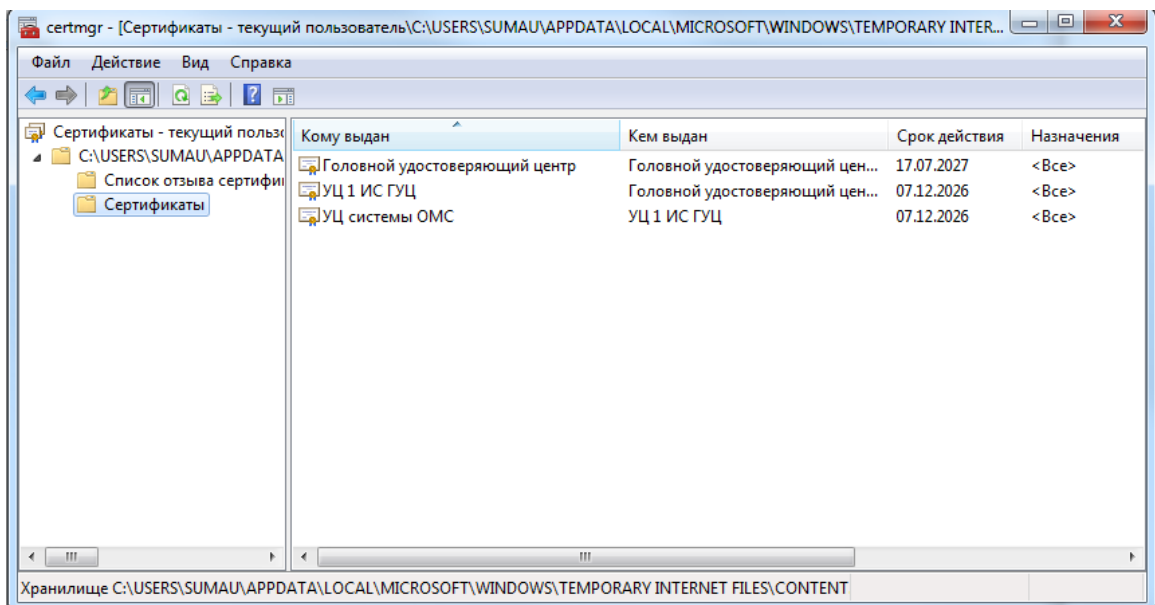 certmgr - [Сертификаты - текущий пользователь\C:\USERS\SUMAU\APPDATA\LOCAL\MICROSOFT\WINDOWS\TEMPORARY INTER...
Файл Действие Вид Справка
Сертификаты - текущий польз
C:\USERS\SUMAU\APPDATA
Список отзыва сертифи
Сертификаты
Кому выдан Кем выдан Срок действия Назначения
Головной удостоверяющий центр Головной удостоверяющий цен... 17.07.2027 <Все>
УЦ 1 ИС ГУЦ Головной удостоверяющий цен... 07.12.2026 <Все>
УЦ системы ОМС УЦ 1 ИС ГУЦ 07.12.2026 <Все>
Хранилище C:\USERS\SUMAU\APPDATA\LOCAL\MICROSOFT\WINDOWS\TEMPORARY INTERNET FILES\CONTENT